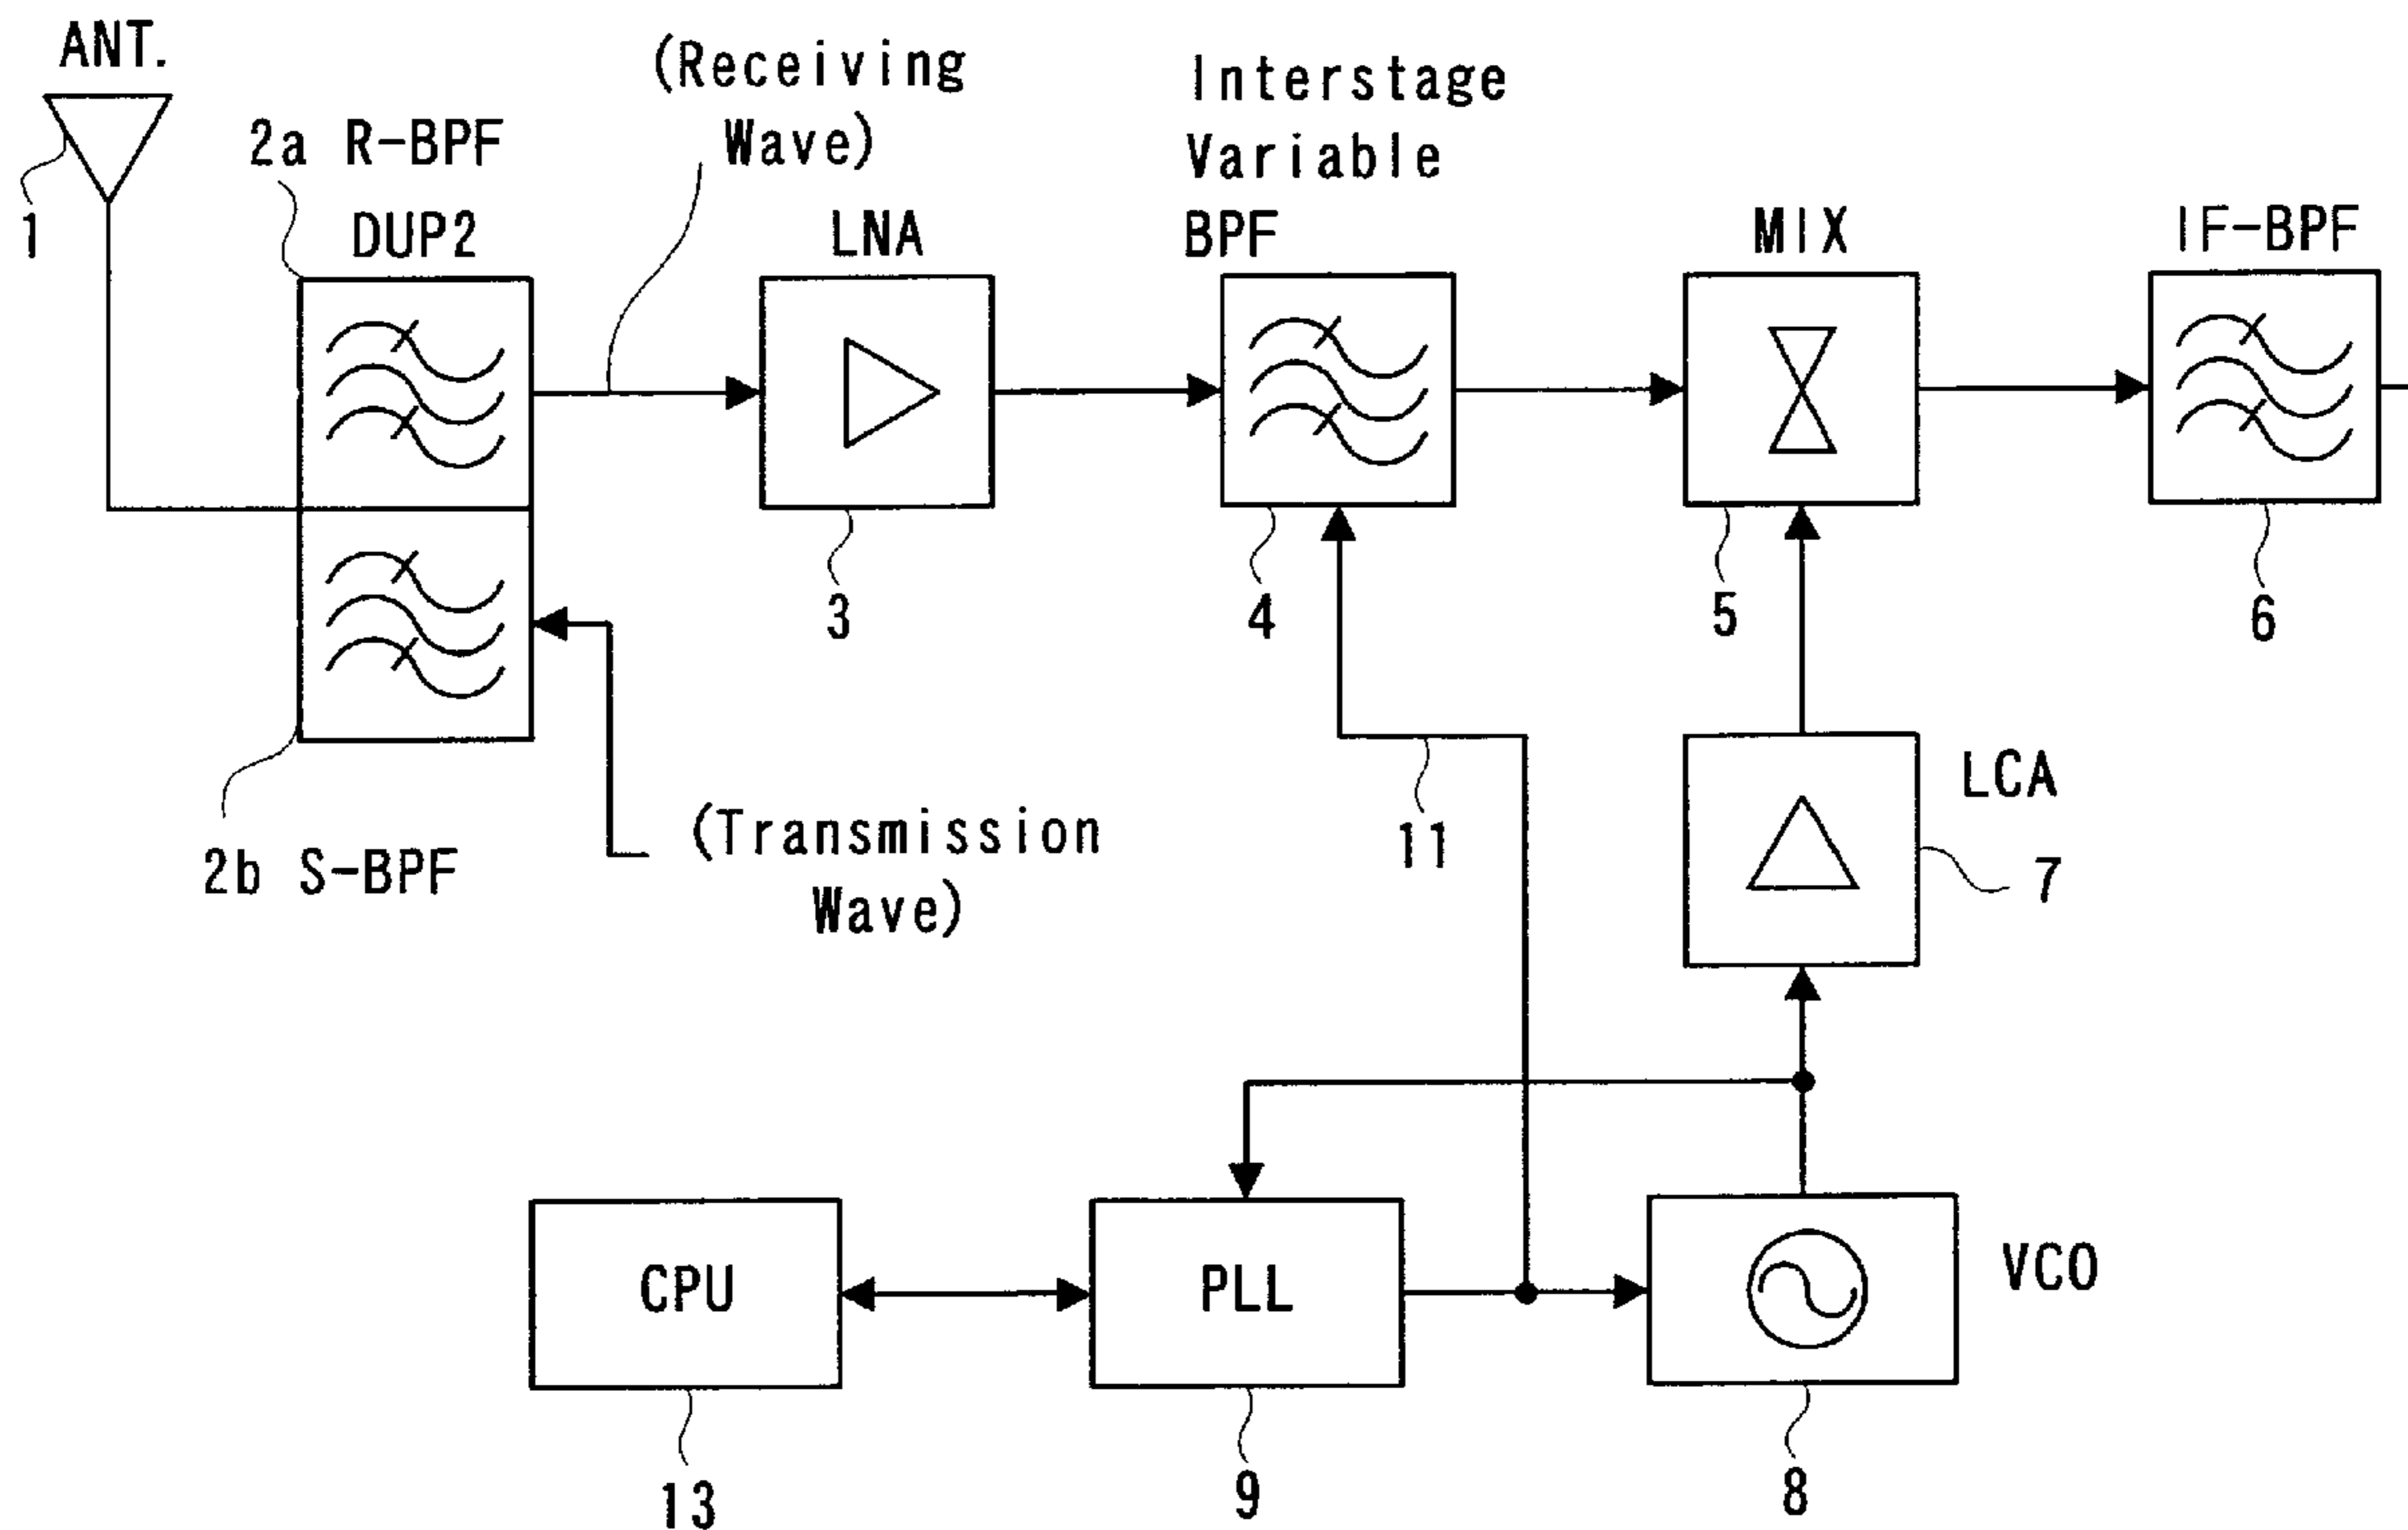 ANT.
1
2a R-BPF
DUP2
(Receiving
Wave)
LNA
3
Interstage
Variable
BPF
4
MIX
5
IF-BPF
6
2b S-BPF
(Transmission
Wave)
11
LCA
7
CPU
13
PLL
9
VCO
8